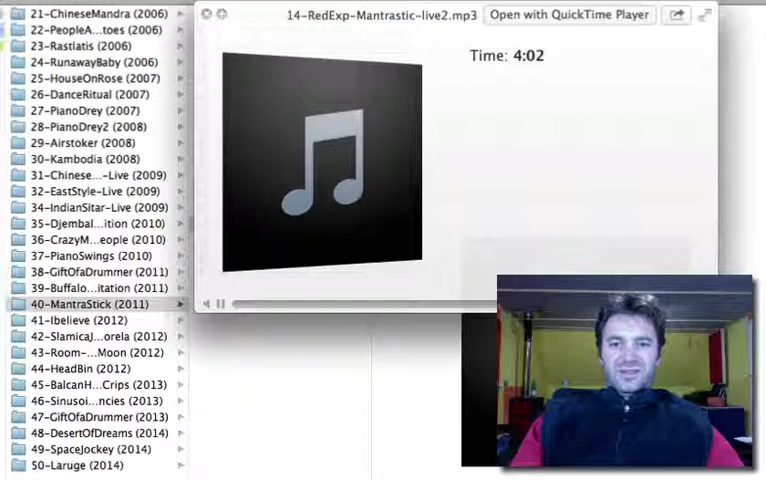 21-ChineseMandra (2006)
22-PeopleA...toes (2006)
23-Rastlatis (2006)
24-RunawayBaby (2006)
25-HouseOnRose (2007)
26-DanceRitual (2007)
27-PianoDrey (2007)
28-PianoDrey2 (2008)
29-Airstoker (2008)
30-Kambodia (2008)
31-Chinese...-Live (2009)
32-EastStyle-Live (2009)
34-IndianSitar-Live (2009)
35-Djembal...ition (2010)
36-CrazyM...eople (2010)
37-PianoSwings (2010)
38-GiftOfaDrummer (2011)
39-Buffalo...itation (2011)
40-MantraStick (2011)
41-Ibelieve (2012)
42-SlamicaJ...orela (2012)
43-Room-...Moon (2012)
44-HeadBin (2012)
45-BalcanH...Crips (2013)
46-Sinusoi...ncies (2013)
47-GiftOfaDrummer (2013)
48-DesertOfDreams (2014)
49-SpaceJockey (2014)
50-Laruge (2014)
14-RedExp-Mantrastic-live2.mp3
Open with QuickTime Player
Time: 4:02